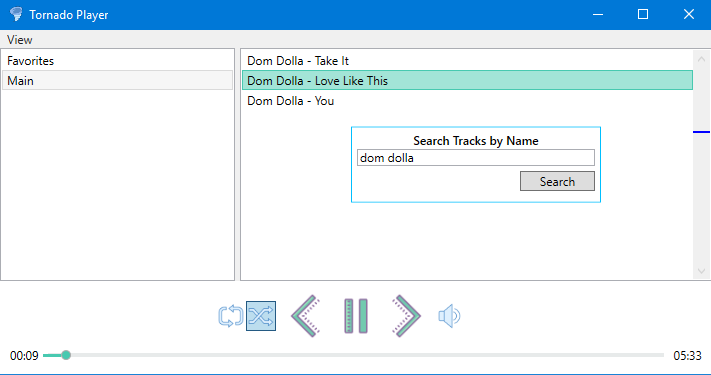 Tornado Player
View
Favorites
Main
Dom Dolla - Take It
Dom Dolla - Love Like This
Dom Dolla - You
Search Tracks by Name
dom dolla
Search
00:09
05:33